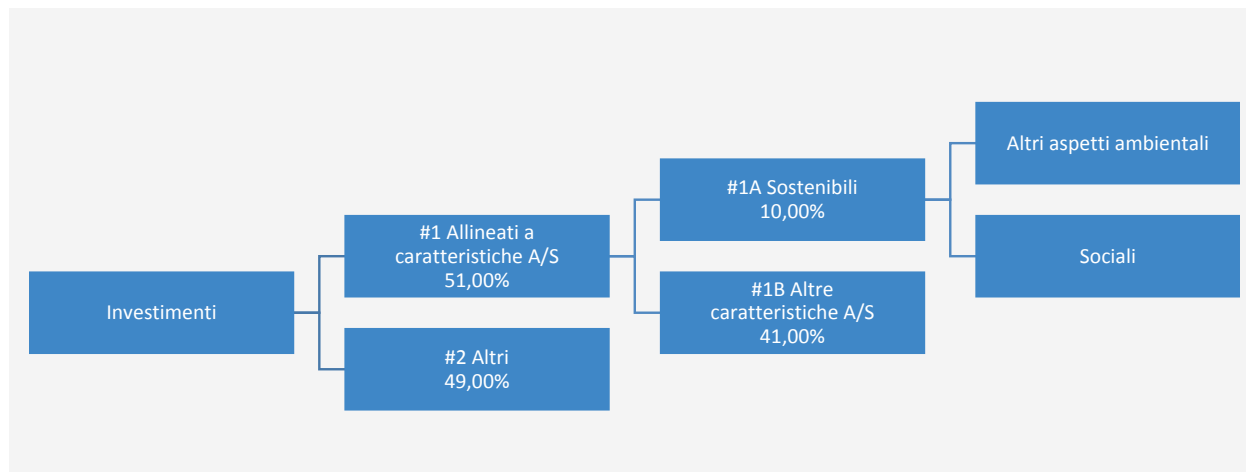 Investimenti
#1 Allineati a
caratteristiche A/S
51,00%
#2 Altri
49,00%
#1A Sostenibili
10,00%
#1B Altre
caratteristiche A/S
41,00%
Altri aspetti ambientali
Sociali